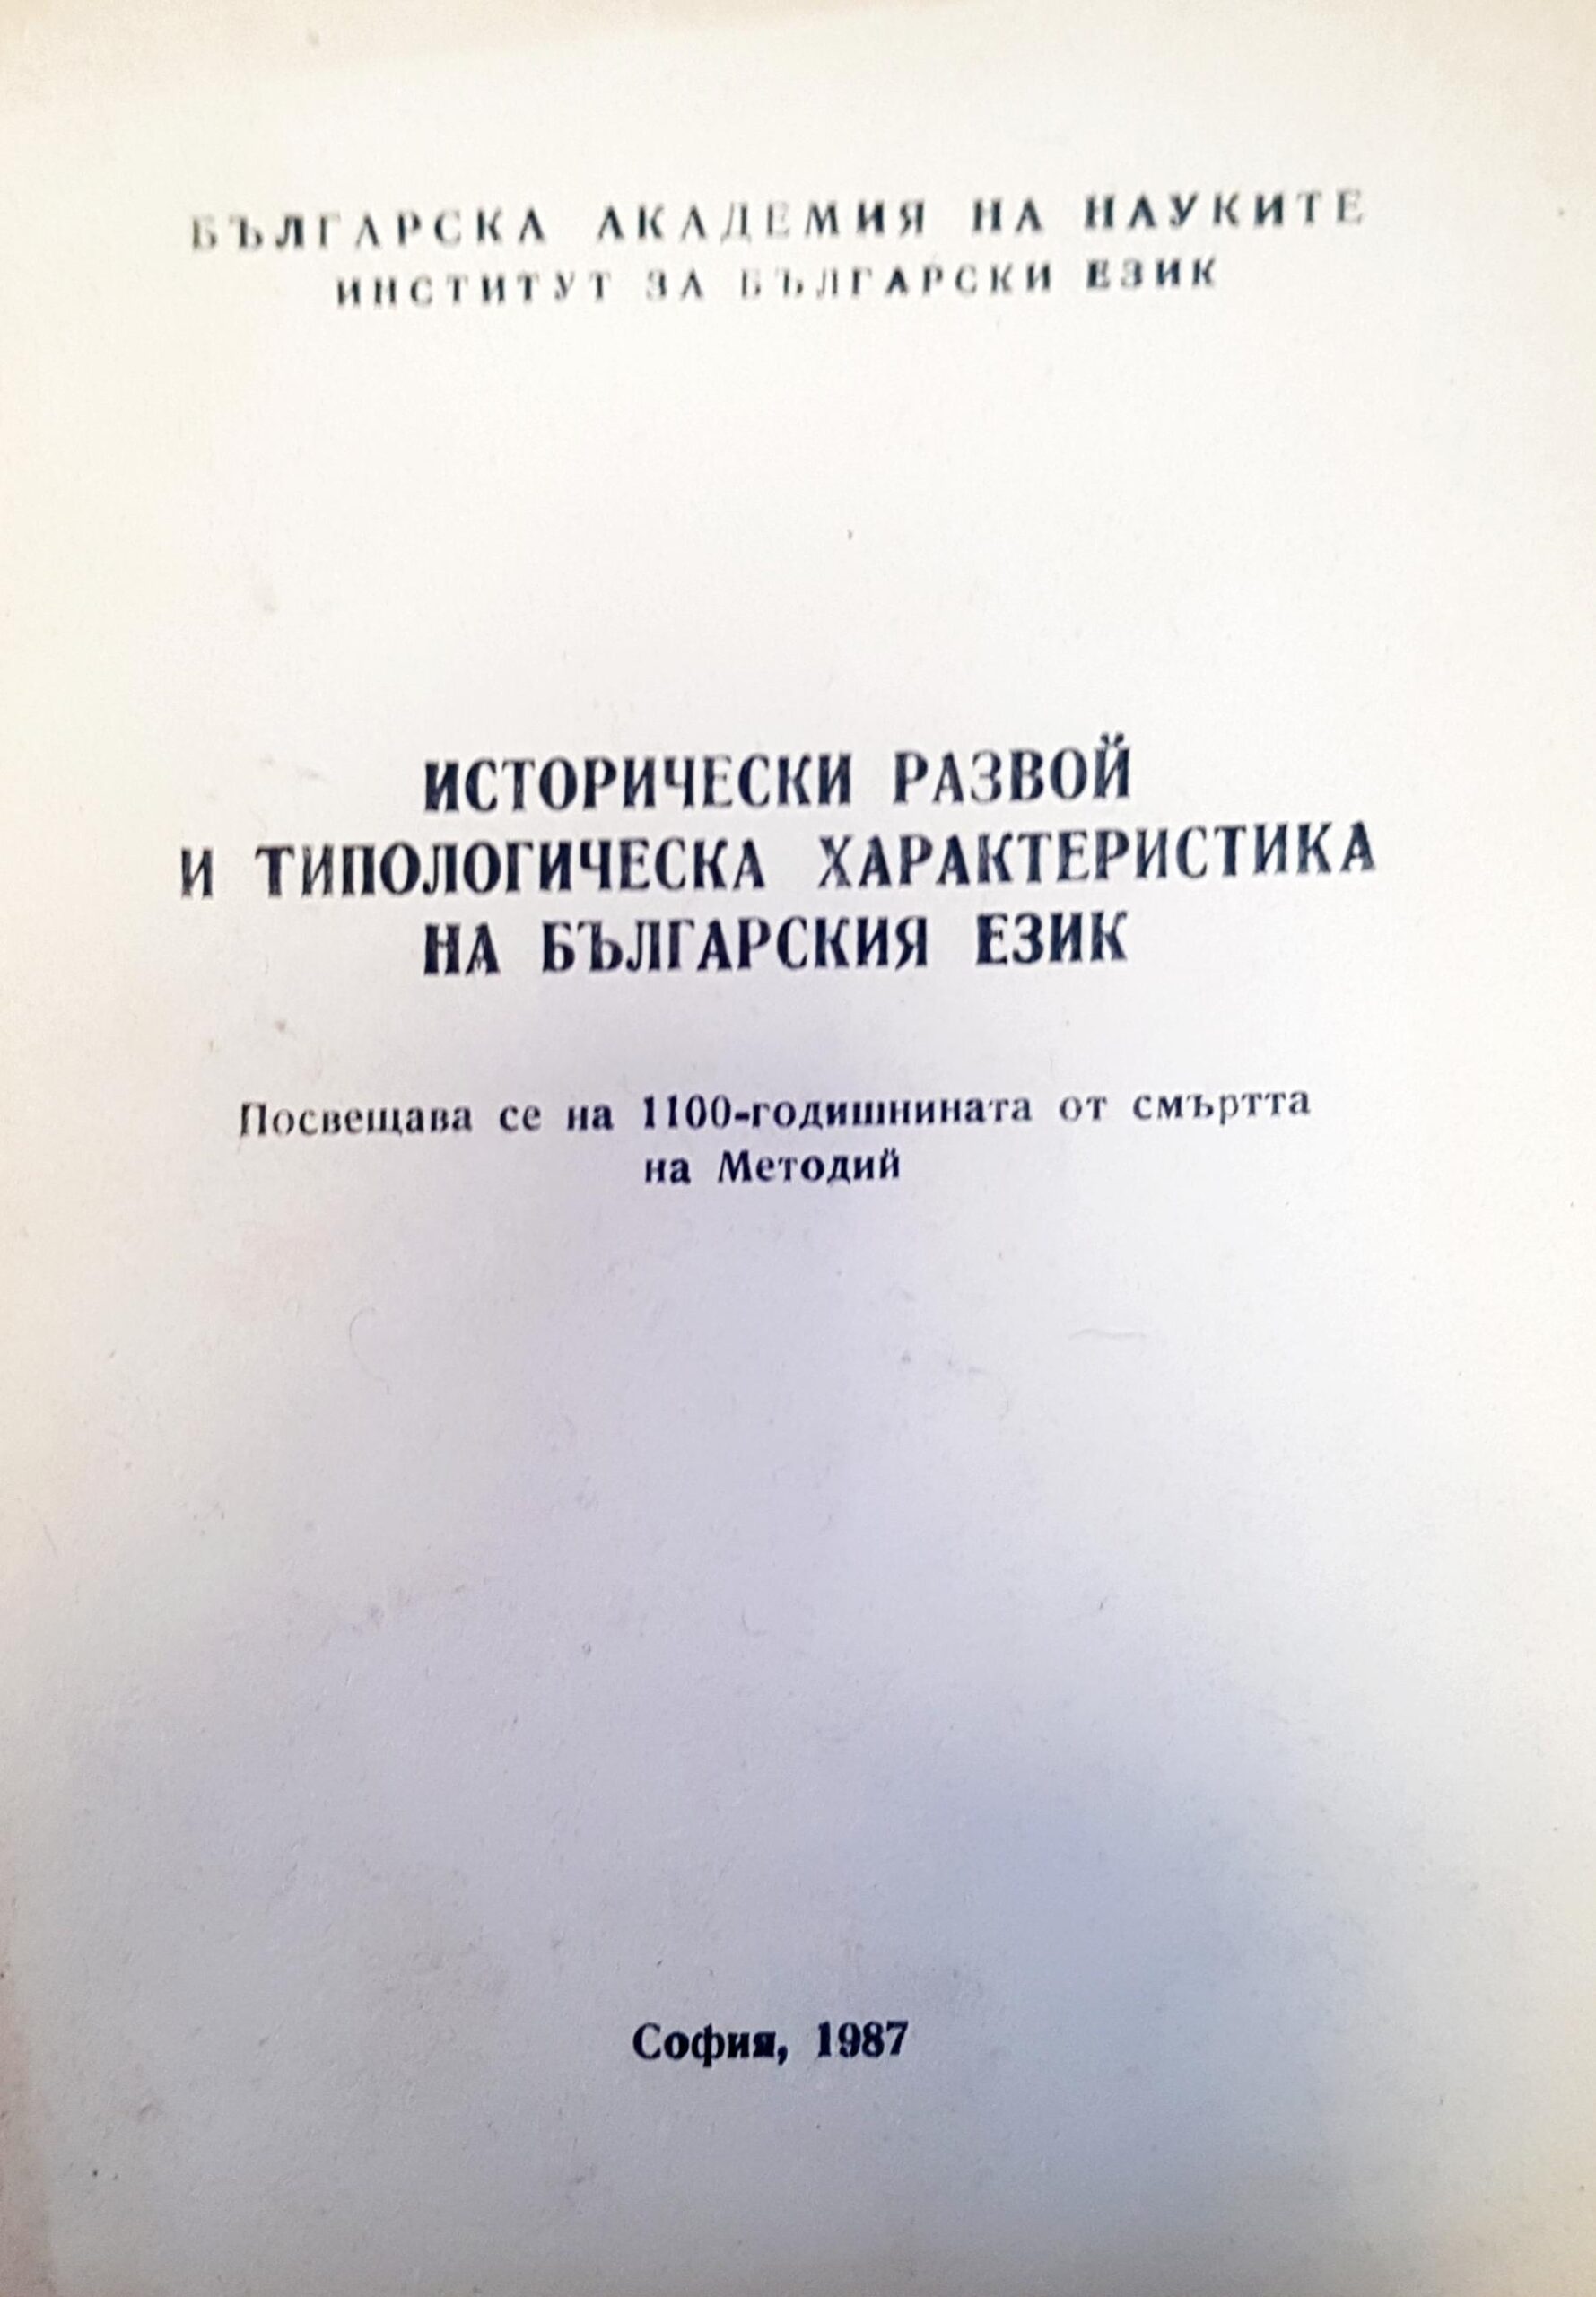 БЪЛГАРСКА АКАДЕМИЯ НА НАУКИТЕ
ИНСТИТУТ ЗА БЪЛГАРСКИ ЕЗИК
ИСТОРИЧЕСКИ РАЗВОЙ
И ТИПОЛОГИЧЕСКА ХАРАКТЕРИСТИКА
НА БЪЛГАРСКИЯ ЕЗИК
Посвещава се на 1100-годишнината от смъртта
на Методий
София, 1987